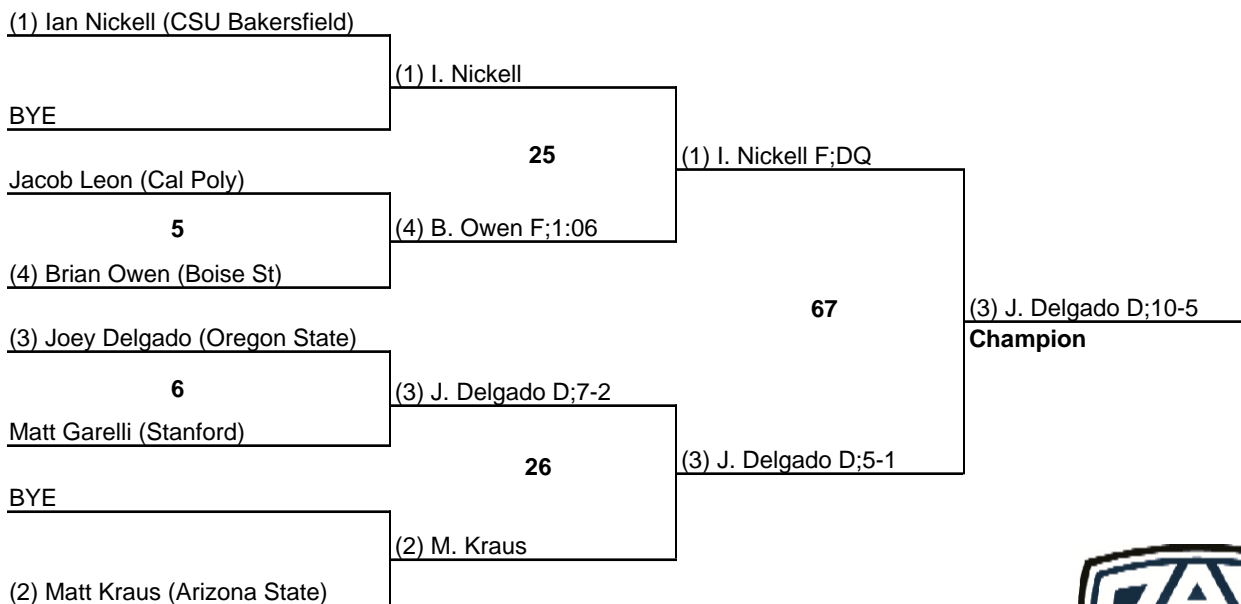 (1) Ian Nickell (CSU Bakersfield)
(1) I. Nickell
BYE
25
(1) I. Nickell F;DQ
Jacob Leon (Cal Poly)
5
(4) B. Owen F;1:06
(4) Brian Owen (Boise St)
67
(3) J. Delgado D;10-5
(3) Joey Delgado (Oregon State)
Champion
6
(3) J. Delgado D;7-2
Matt Garelli (Stanford)
26
(3) J. Delgado D;5-1
BYE
(2) M. Kraus
(2) Matt Kraus (Arizona State)